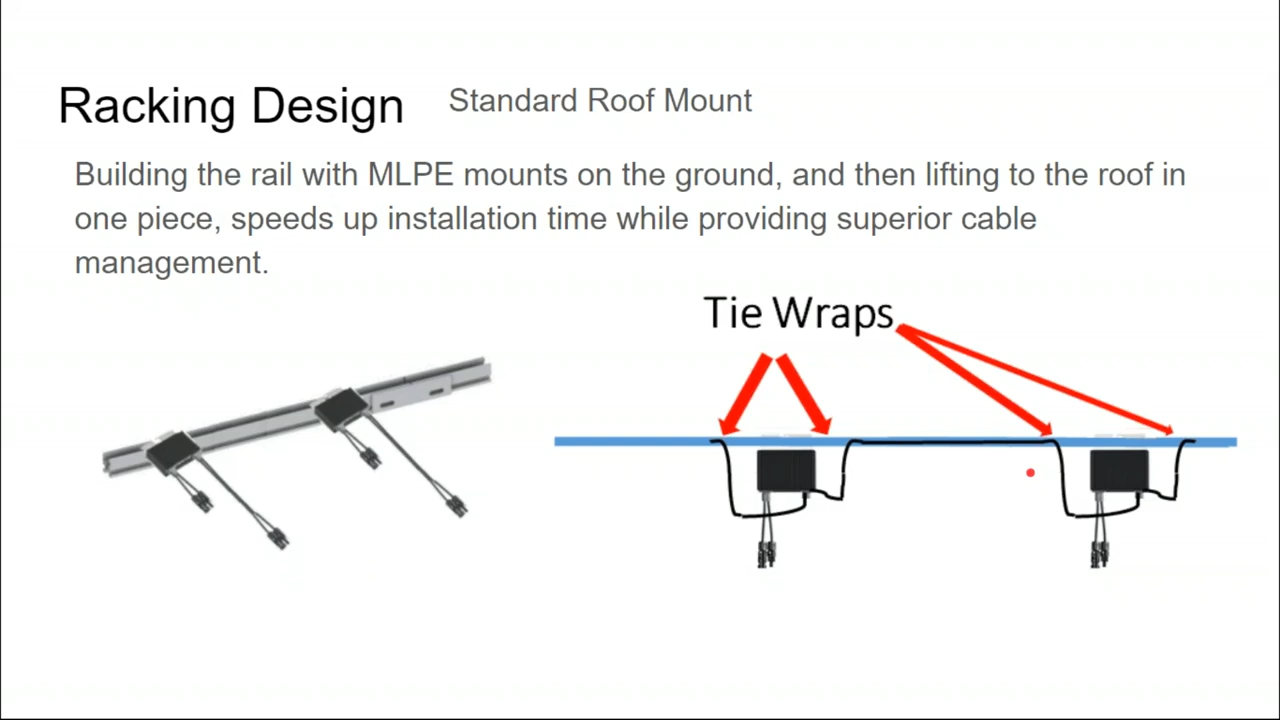 Racking Design
Standard Roof Mount
Building the rail with MLPE mounts on the ground, and then lifting to the roof in
one piece, speeds up installation time while providing superior cable
management.
Tie Wraps